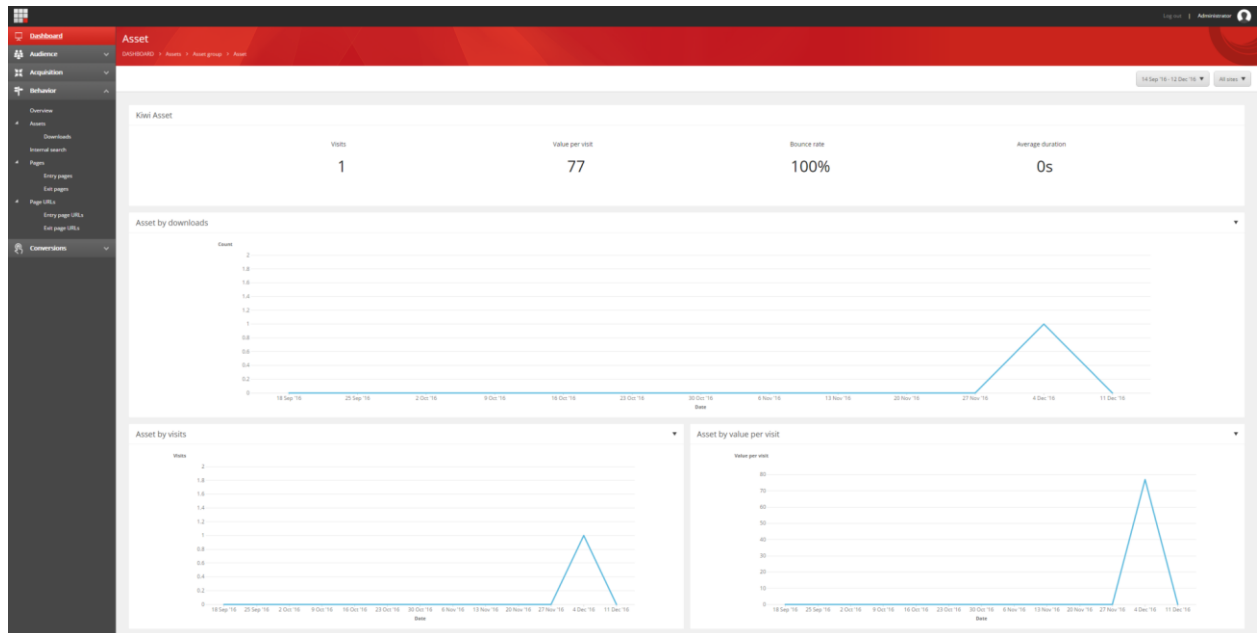 Log out | Administrator
Dashboard
Audience
Acquisition
Behavior
Overview
Assets
Downloads
Internal search
Pages
Entry pages
Exit pages
Page URLs
Entry page URLs
Exit page URLs
Conversions
Asset
DASHBOARD > Assets > Asset group > Asset
14 Sep '16 - 12 Dec '16 ▼ All sites ▼
Kiwi Asset
Visits Value per visit Bounce rate Average duration
1 77 100% 0s
Asset by downloads
Count
2
1.8
1.6
1.4
1.2
1
0.8
0.6
0.4
0.2
0
18 Sep '16 25 Sep '16 2 Oct '16 9 Oct '16 16 Oct '16 23 Oct '16 30 Oct '16 6 Nov '16 13 Nov '16 20 Nov '16 27 Nov '16 4 Dec '16 11 Dec '16
Date
Asset by visits
Visits
2
1.8
1.6
1.4
1.2
1
0.8
0.6
0.4
0.2
0
18 Sep '16 25 Sep '16 2 Oct '16 9 Oct '16 16 Oct '16 23 Oct '16 30 Oct '16 6 Nov '16 13 Nov '16 20 Nov '16 27 Nov '16 4 Dec '16 11 Dec '16
Date
Asset by value per visit
Value per visit
80
70
60
50
40
30
20
10
0
18 Sep '16 25 Sep '16 2 Oct '16 9 Oct '16 16 Oct '16 23 Oct '16 30 Oct '16 6 Nov '16 13 Nov '16 20 Nov '16 27 Nov '16 4 Dec '16 11 Dec '16
Date